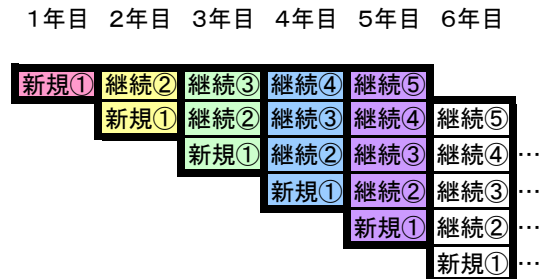 1年目 2年目 3年目 4年目 5年目 6年目
新規① 継続② 継続③ 継続④ 継続⑤
新規① 継続② 継続③ 継続④ 継続⑤
新規① 継続② 継続③ 継続④ …
新規① 継続② 継続③ …
新規① 継続② …
新規① …